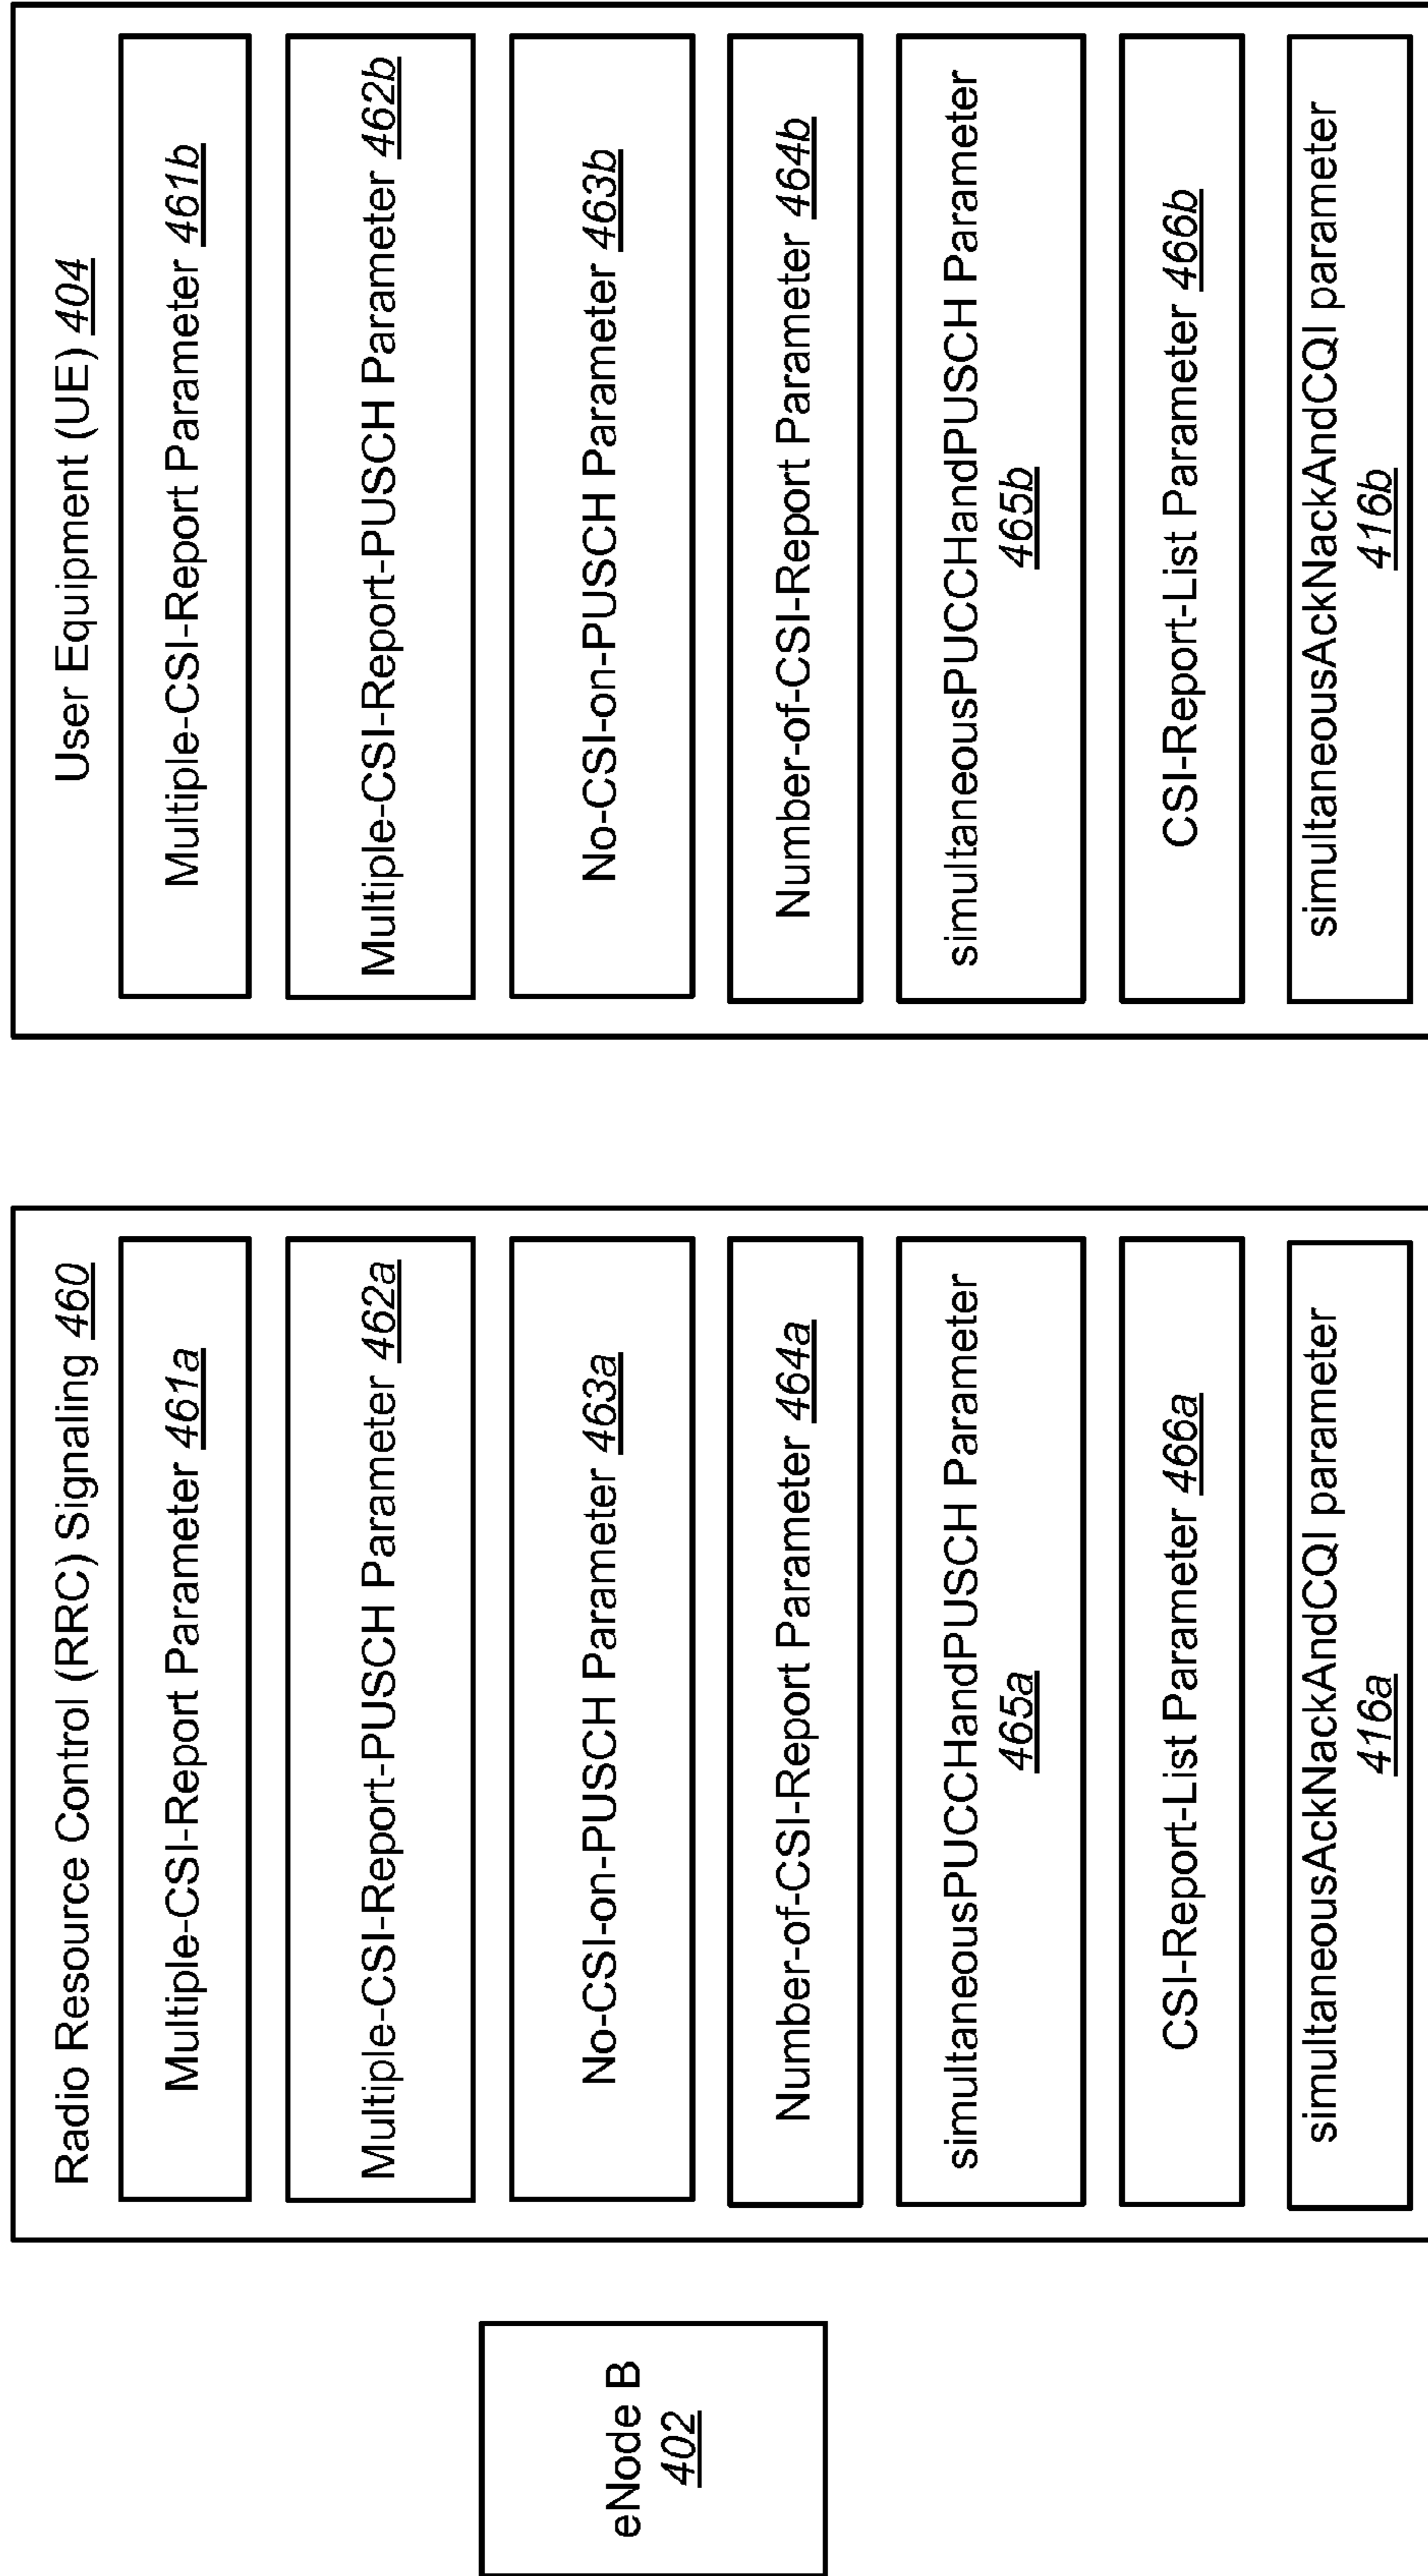 eNode B
402
Radio Resource Control (RRC) Signaling 460
Multiple-CSI-Report Parameter 461a
Multiple-CSI-Report-PUSCH Parameter 462a
No-CSI-on-PUSCH Parameter 463a
Number-of-CSI-Report Parameter 464a
simultaneousPUCCHandPUSCH Parameter
465a
CSI-Report-List Parameter 466a
simultaneousAckNackAndCQI parameter
416a
User Equipment (UE) 404
Multiple-CSI-Report Parameter 461b
Multiple-CSI-Report-PUSCH Parameter 462b
No-CSI-on-PUSCH Parameter 463b
Number-of-CSI-Report Parameter 464b
simultaneousPUCCHandPUSCH Parameter
465b
CSI-Report-List Parameter 466b
simultaneousAckNackAndCQI parameter
416b